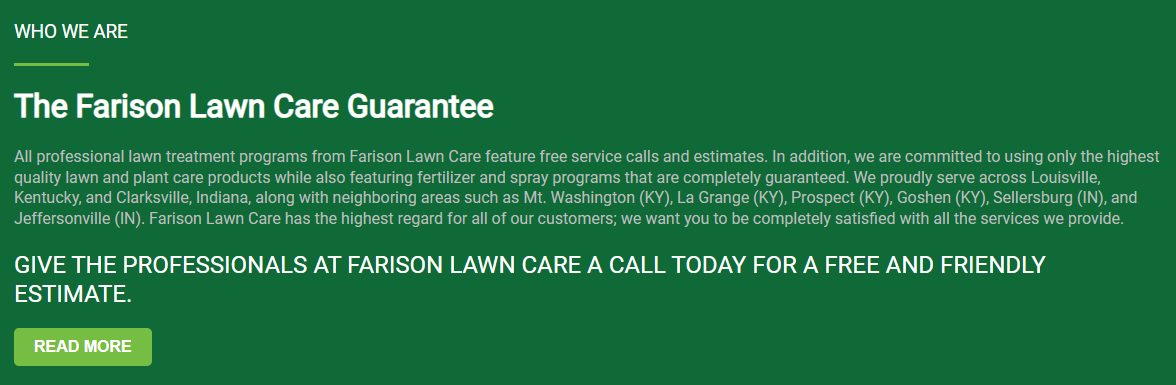 WHO WE ARE
The Farison Lawn Care Guarantee
All professional lawn treatment programs from Farison Lawn Care feature free service calls and estimates. In addition, we are committed to using only the highest
quality lawn and plant care products while also featuring fertilizer and spray programs that are completely guaranteed. We proudly serve across Louisville,
Kentucky, and Clarksville, Indiana, along with neighboring areas such as Mt. Washington (KY), La Grange (KY), Prospect (KY), Goshen (KY), Sellersburg (IN), and
Jeffersonville (IN). Farison Lawn Care has the highest regard for all of our customers; we want you to be completely satisfied with all the services we provide.
GIVE THE PROFESSIONALS AT FARISON LAWN CARE A CALL TODAY FOR A FREE AND FRIENDLY
ESTIMATE.
READ MORE